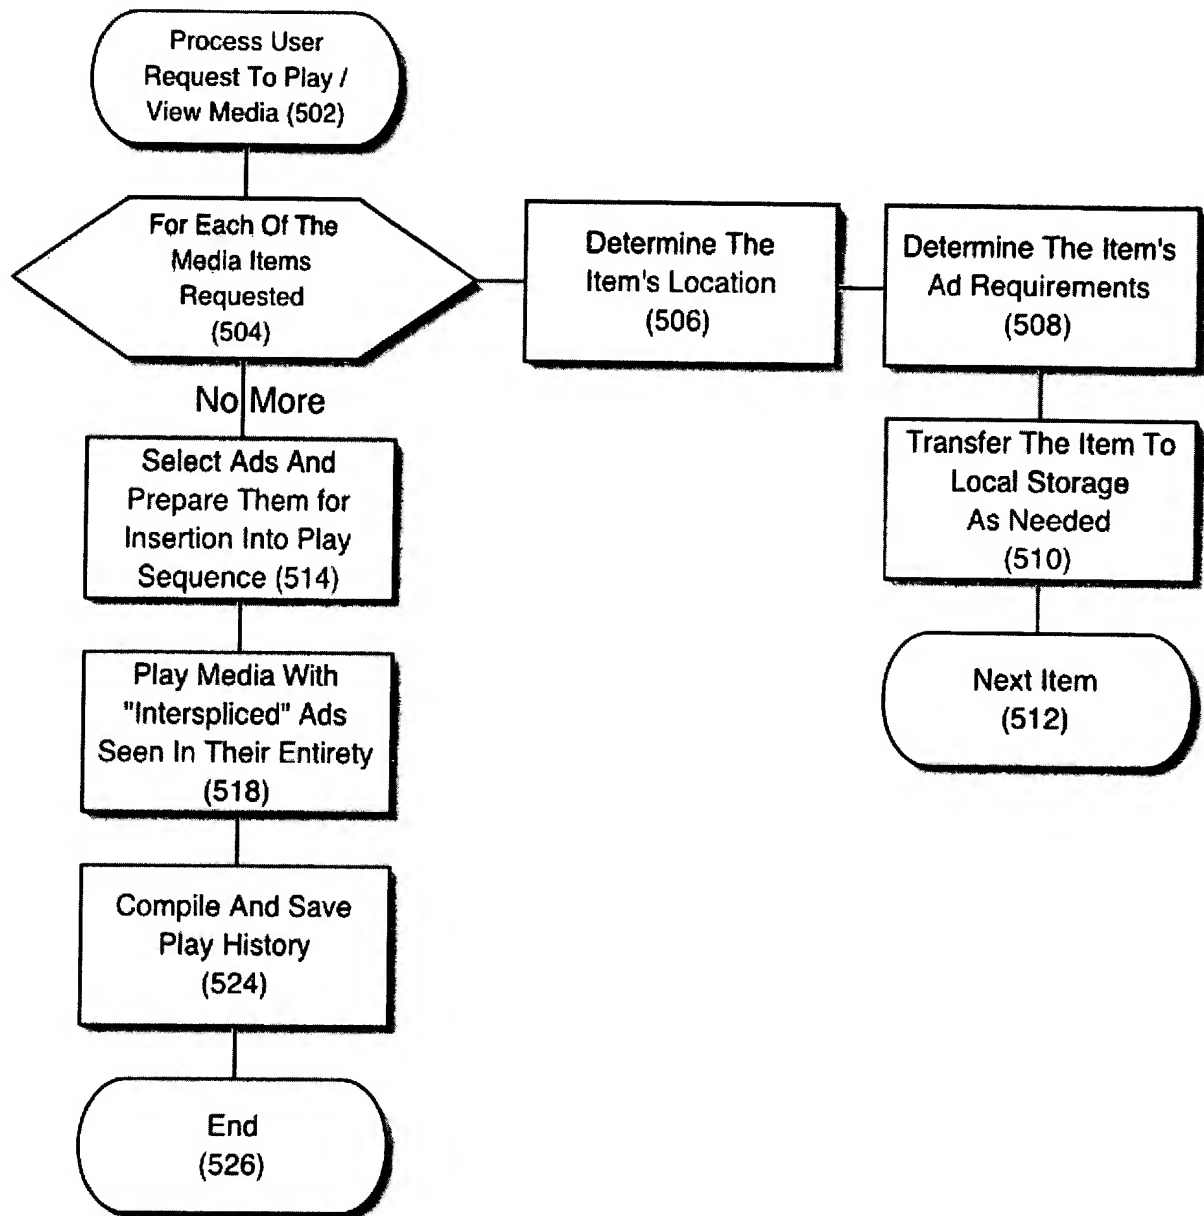 Process User
Request To Play /
View Media (502)
For Each Of The
Media Items
Requested
(504)
Determine The
Item's Location
(506)
Determine The Item's
Ad Requirements
(508)
Transfer The Item To
Local Storage
As Needed
(510)
Next Item
(512)
No More
Select Ads And
Prepare Them for
Insertion Into Play
Sequence (514)
Play Media With
"Interspliced" Ads
Seen In Their Entirety
(518)
Compile And Save
Play History
(524)
End
(526)